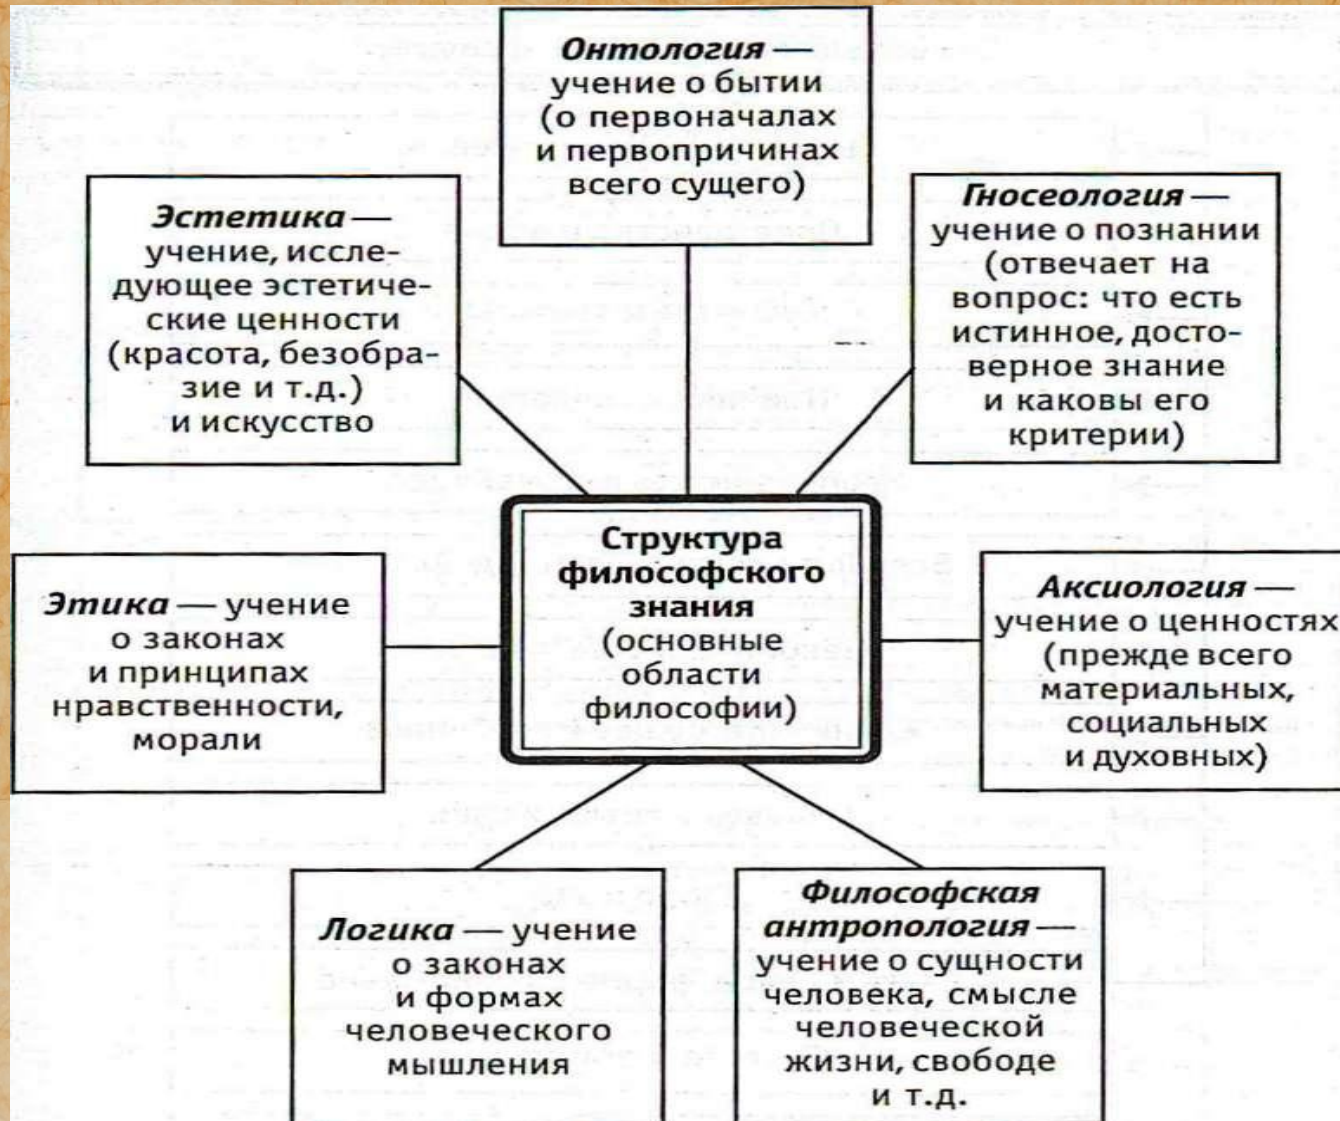 Онтология —
учение о бытии
(о первоначалах
и первопричинах
всего сущего)
Эстетика —
учение, иссле-
дующее эстетиче-
ские ценности
(красота, безобра-
зие и т.д.)
и искусство
Гносеология —
учение о познании
(отвечает на
вопрос: что есть
истинное, досто-
верное знание
и каковы его
критерии)
Структура
философского
знания
(основные
области
философии)
Этика — учение
о законах
и принципах
нравственности,
морали
Аксиология —
учение о ценностях
(прежде всего
материальных,
социальных
и духовных)
Логика — учение
о законах
и формах
человеческого
мышления
Философская
антропология —
учение о сущности
человека, смысле
человеческой
жизни, свободе
и т.д.